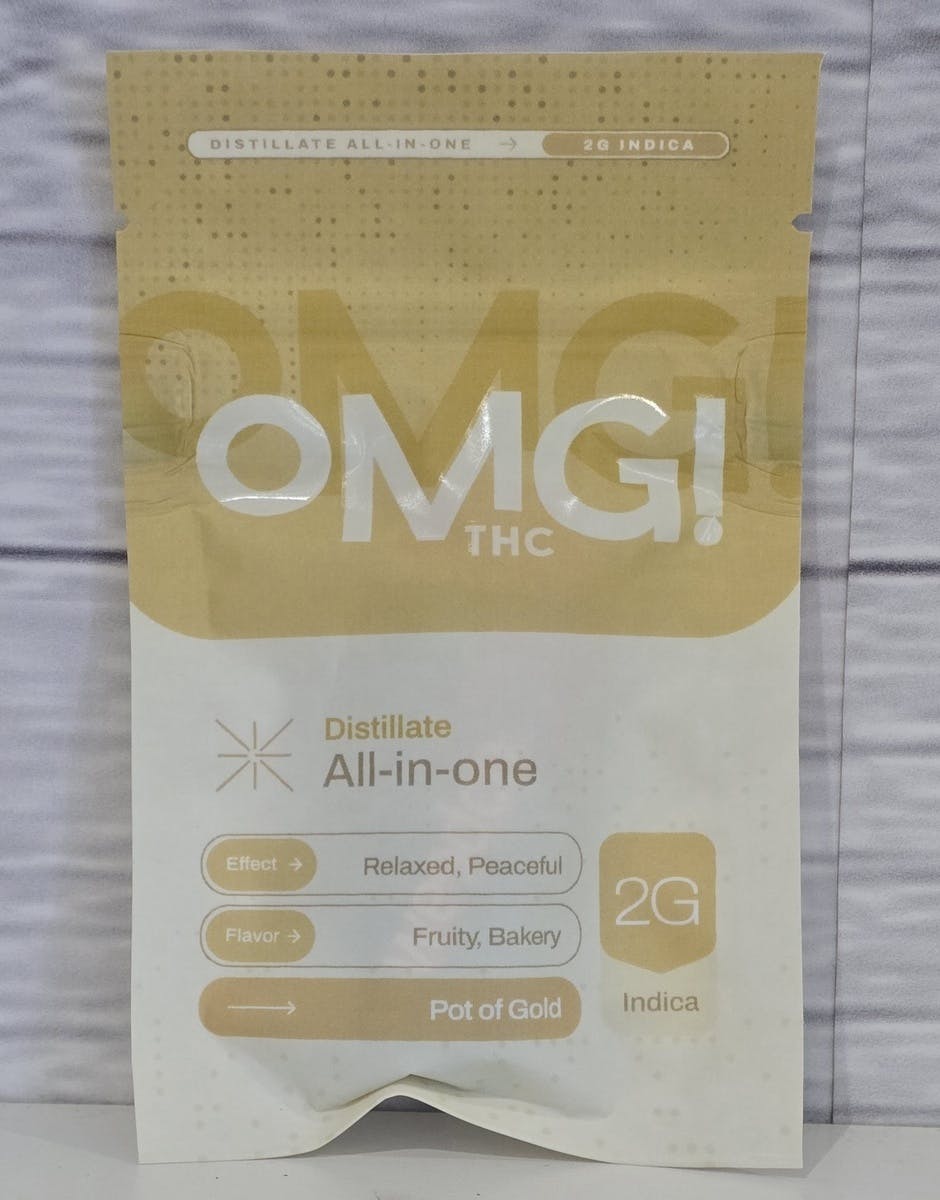 DISTILLATE ALL-IN-ONE → 2G INDICA
OMG!
OMG!
THC
Distillate
All-in-one
Effect → Relaxed, Peaceful
2G
Flavor → Fruity, Bakery
→ Pot of Gold
Indica